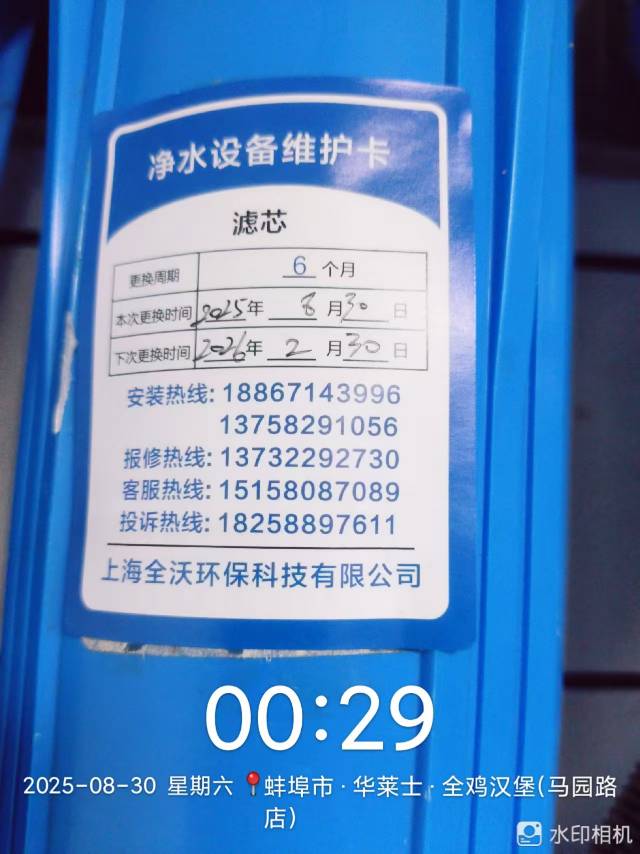 净水设备维护卡
滤芯
更换周期 6 个月
本次更换时间 2025年 8 月 30 日
下次更换时间 2026年 2 月 30 日
安装热线: 18867143996
13758291056
报修热线: 13732292730
客服热线: 15158087089
投诉热线: 18258897611
上海全沃环保科技有限公司
00:29
2025-08-30 星期六 📍蚌埠市·华莱士·全鸡汉堡(马园路
店)
水印相机